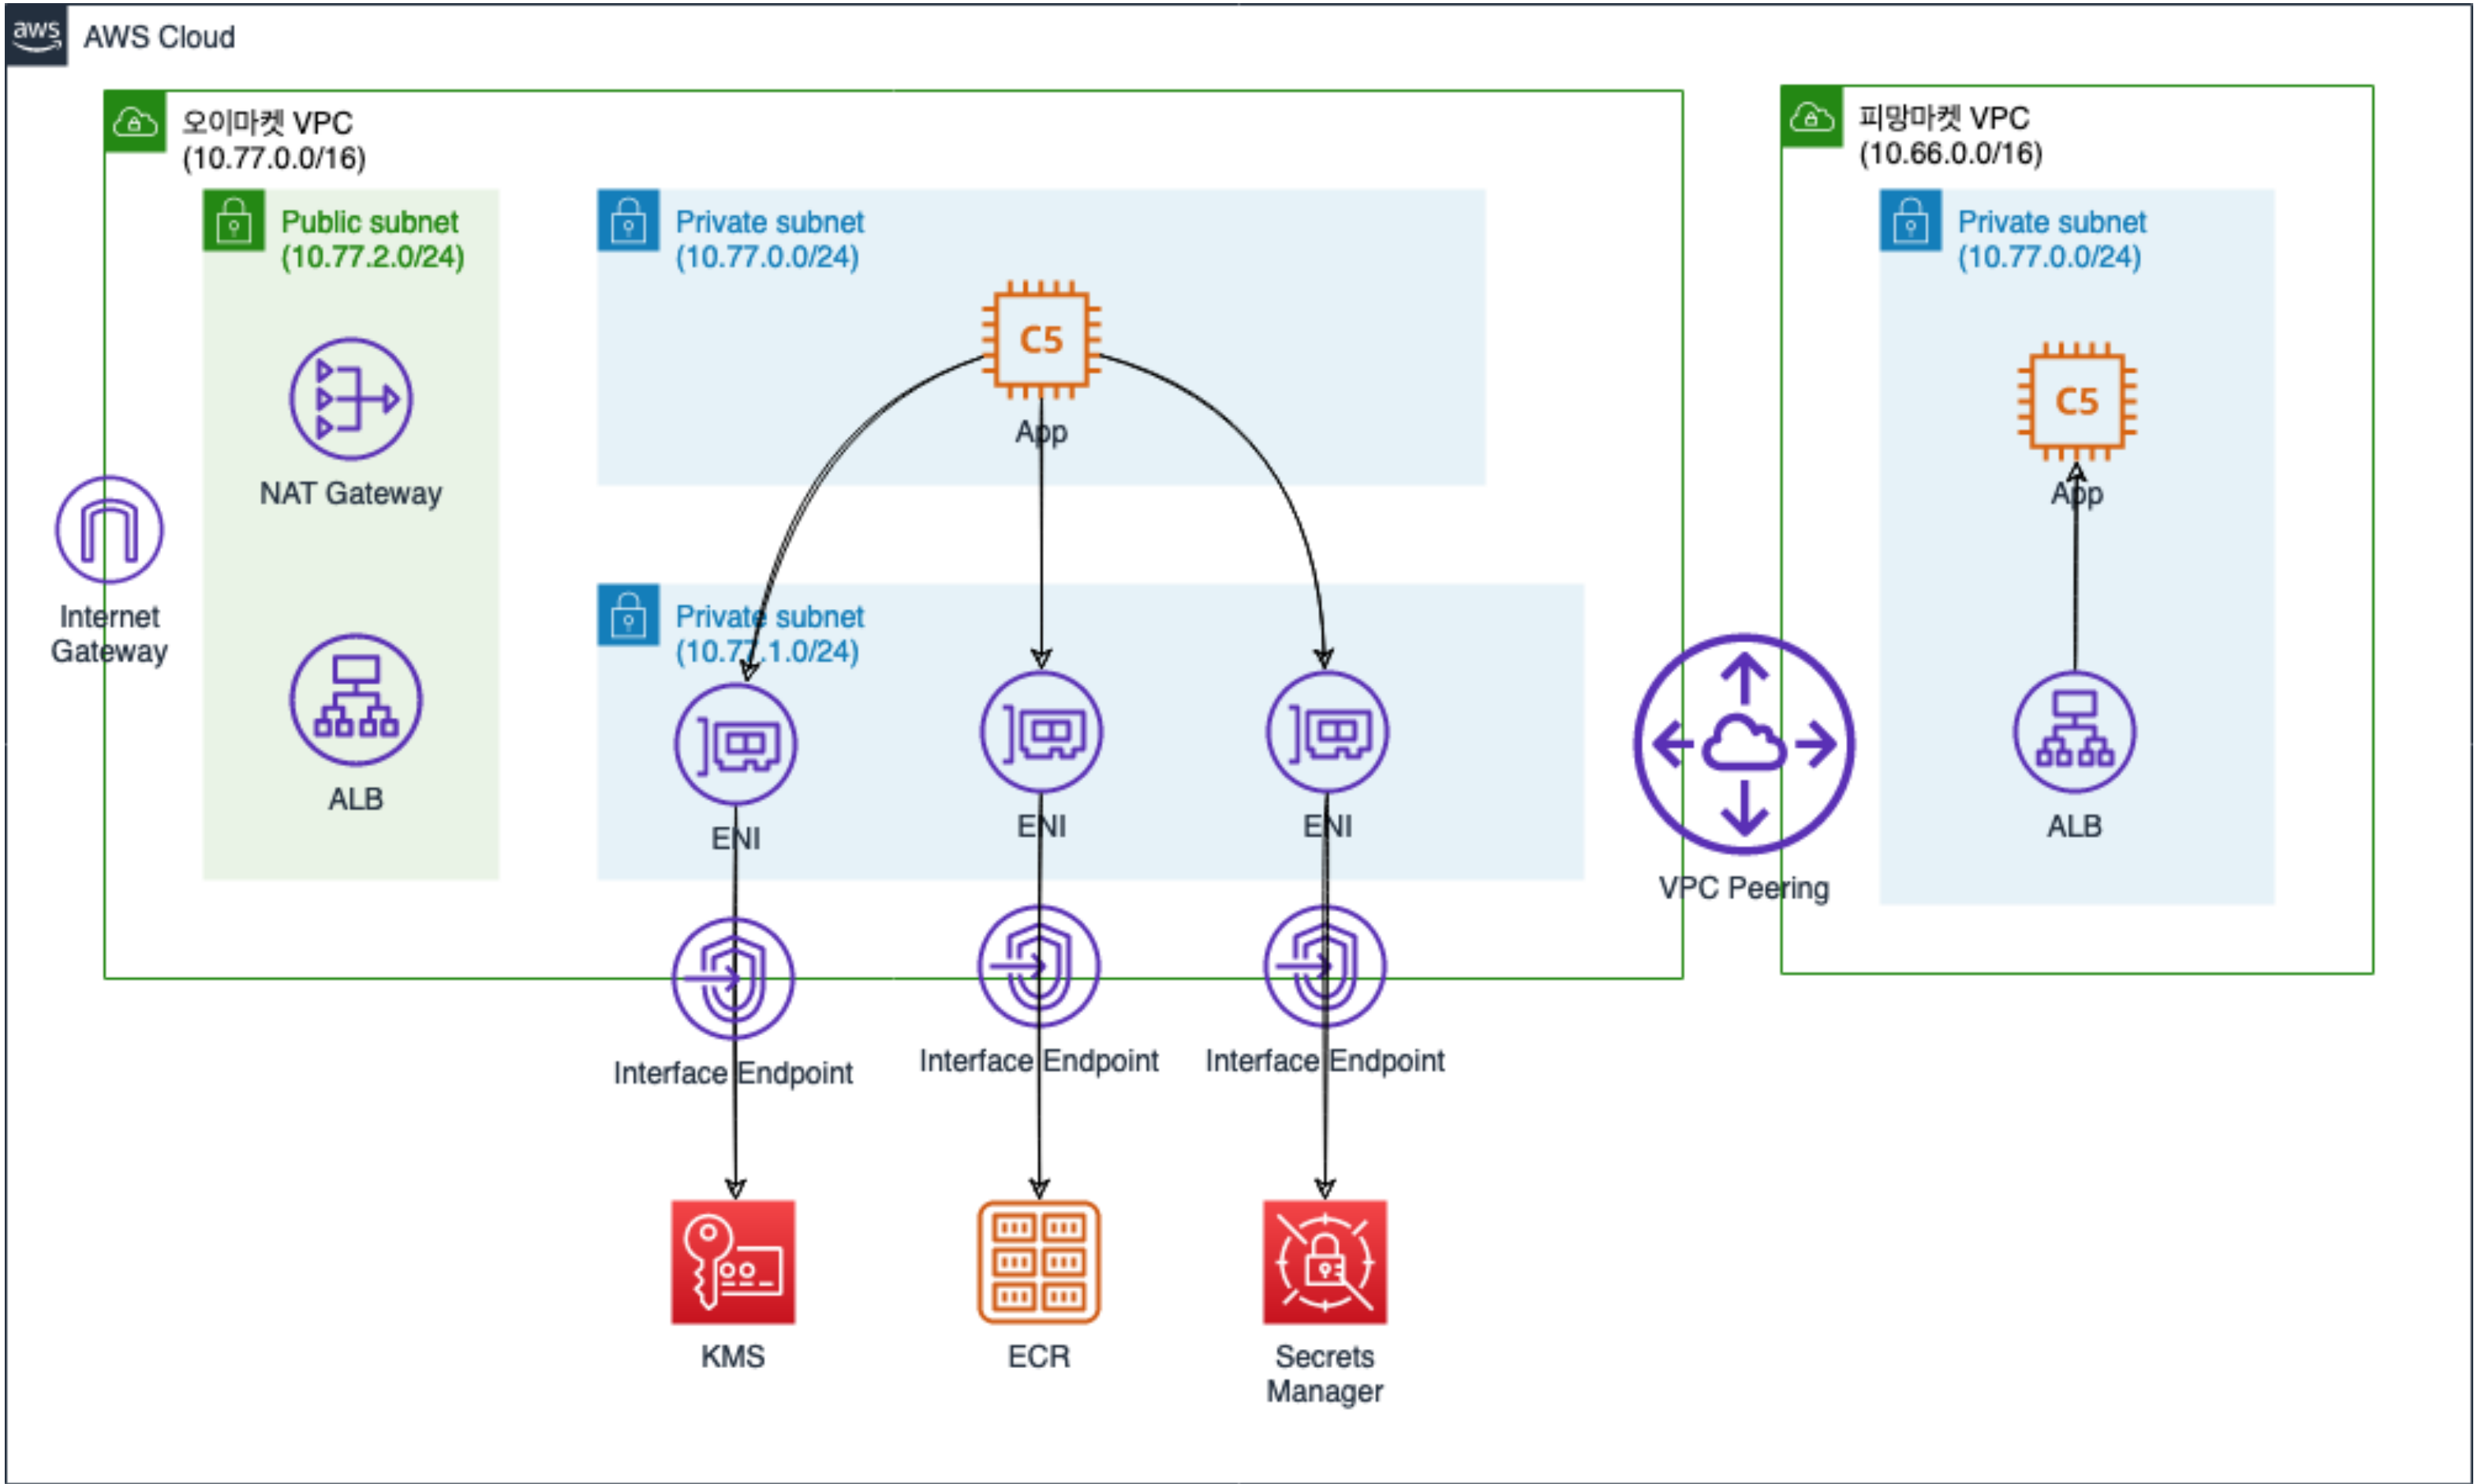 aws
AWS Cloud
오이마켓 VPC
(10.77.0.0/16)
Public subnet
(10.77.2.0/24)
NAT Gateway
Internet
Gateway
ALB
Private subnet
(10.77.0.0/24)
C5
App
Private subnet
(10.77.1.0/24)
ENI
ENI
ENI
Interface Endpoint
Interface Endpoint
Interface Endpoint
KMS
ECR
Secrets
Manager
VPC Peering
피망마켓 VPC
(10.66.0.0/16)
Private subnet
(10.77.0.0/24)
C5
App
ALB